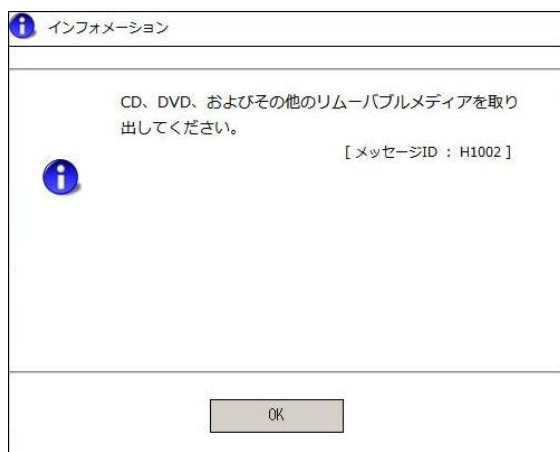 インフォメーション
CD、DVD、およびその他のリムーバブルメディアを取り
出してください。
[ メッセージID : H1002 ]
OK